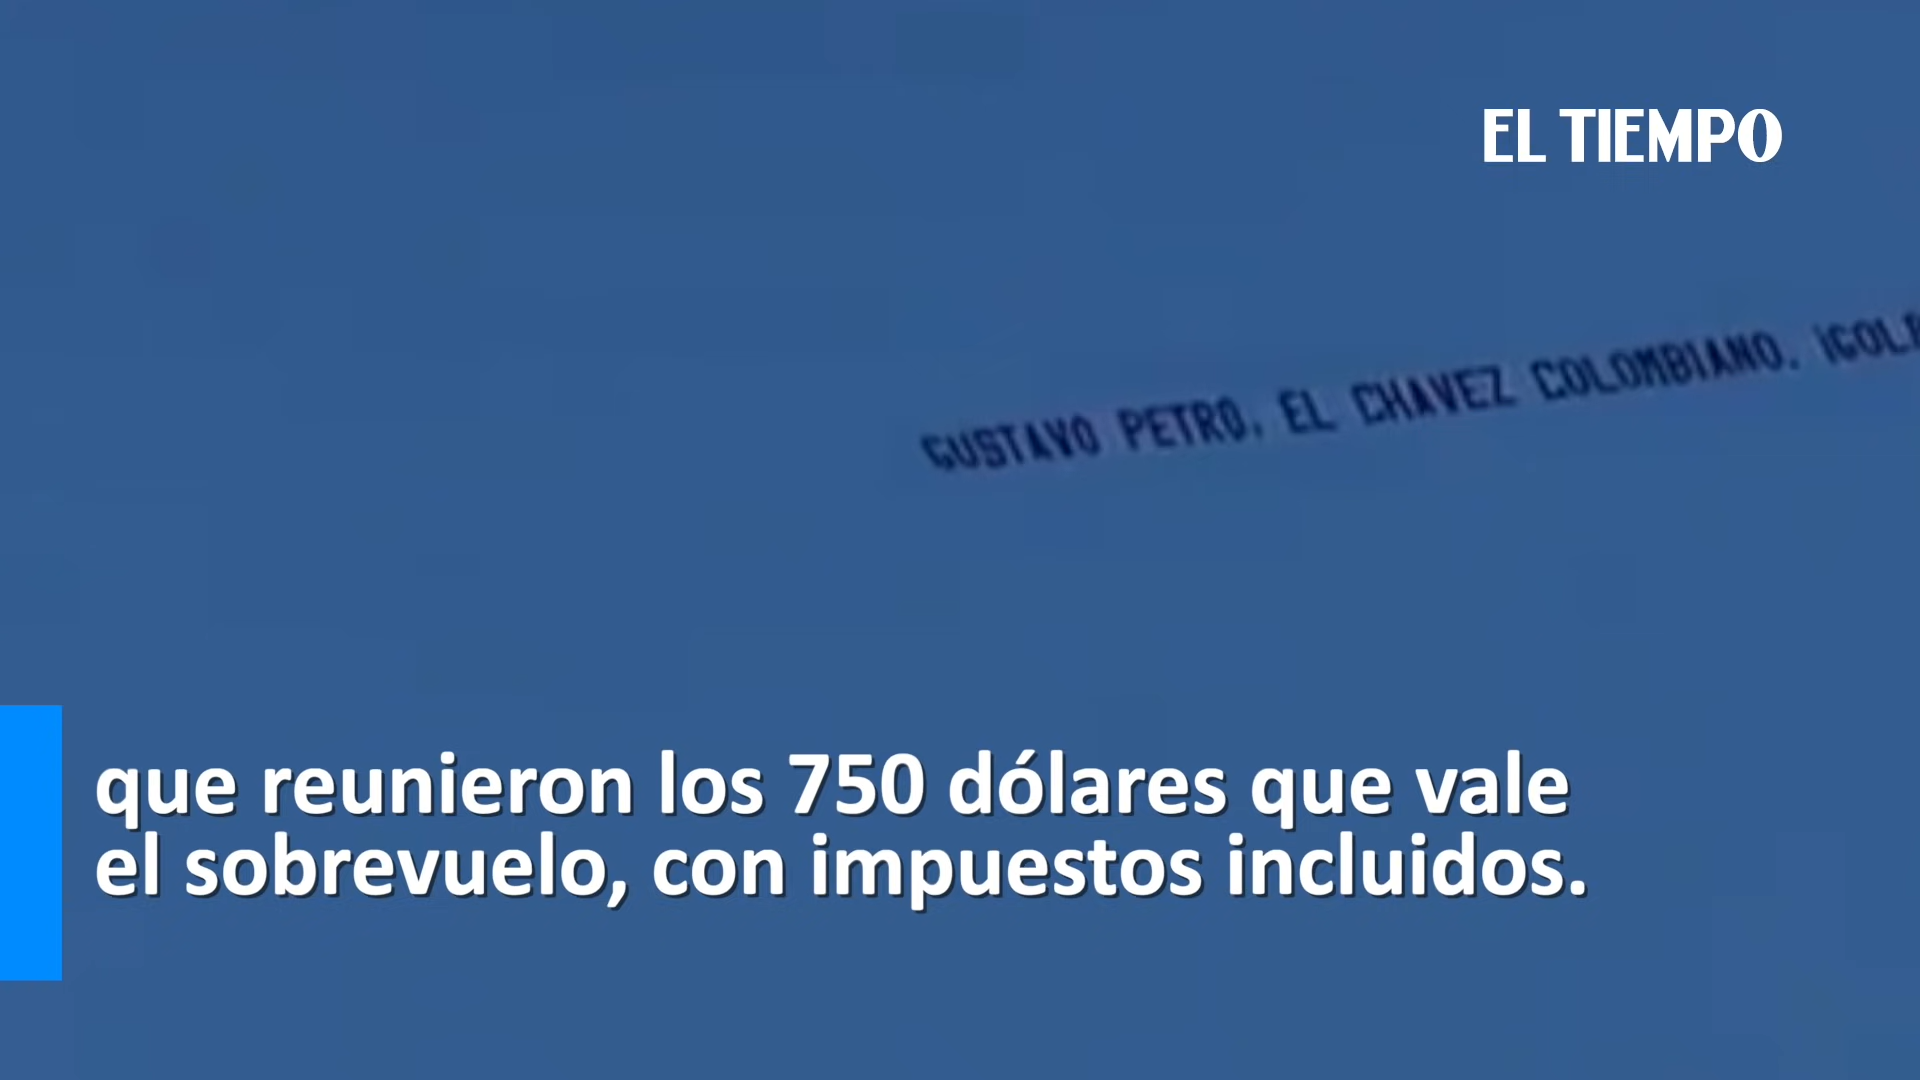 EL TIEMPO
GUSTAVO PETRO, EL CHAVEZ COLOMBIANO.
que reunieron los 750 dólares que vale
el sobrevuelo, con impuestos incluidos.